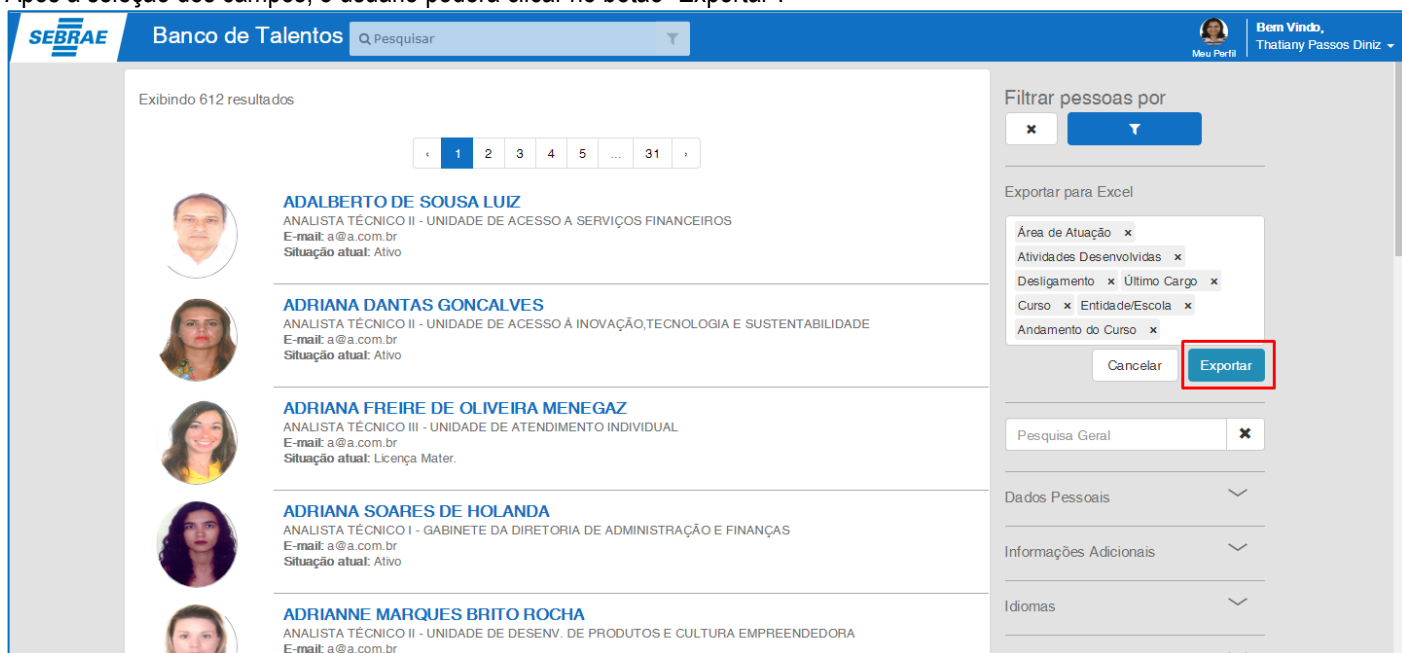 Após a seleção dos campos, o usuário poderá clicar no botão "Exportar".
SEBRAE
Banco de Talentos
Pesquisar
Meu Perfil
Bem Vindo,
Thatiany Passos Diniz
Exibindo 612 resultados
‹ 1 2 3 4 5 ... 31 ›
ADALBERTO DE SOUSA LUIZ
ANALISTA TÉCNICO II - UNIDADE DE ACESSO A SERVIÇOS FINANCEIROS
E-mail: a@a.com.br
Situação atual: Ativo
ADRIANA DANTAS GONCALVES
ANALISTA TÉCNICO II - UNIDADE DE ACESSO À INOVAÇÃO,TECNOLOGIA E SUSTENTABILIDADE
E-mail: a@a.com.br
Situação atual: Ativo
ADRIANA FREIRE DE OLIVEIRA MENEGAZ
ANALISTA TÉCNICO III - UNIDADE DE ATENDIMENTO INDIVIDUAL
E-mail: a@a.com.br
Situação atual: Licença Mater.
ADRIANA SOARES DE HOLANDA
ANALISTA TÉCNICO I - GABINETE DA DIRETORIA DE ADMINISTRAÇÃO E FINANÇAS
E-mail: a@a.com.br
Situação atual: Ativo
ADRIANNE MARQUES BRITO ROCHA
ANALISTA TÉCNICO II - UNIDADE DE DESENV. DE PRODUTOS E CULTURA EMPREENDEDORA
E-mail: a@a.com.br
Filtrar pessoas por
×
Exportar para Excel
Área de Atuação ×
Atividades Desenvolvidas ×
Desligamento × Último Cargo ×
Curso × Entidade/Escola ×
Andamento do Curso ×
Cancelar Exportar
Pesquisa Geral ×
Dados Pessoais
Informações Adicionais
Idiomas